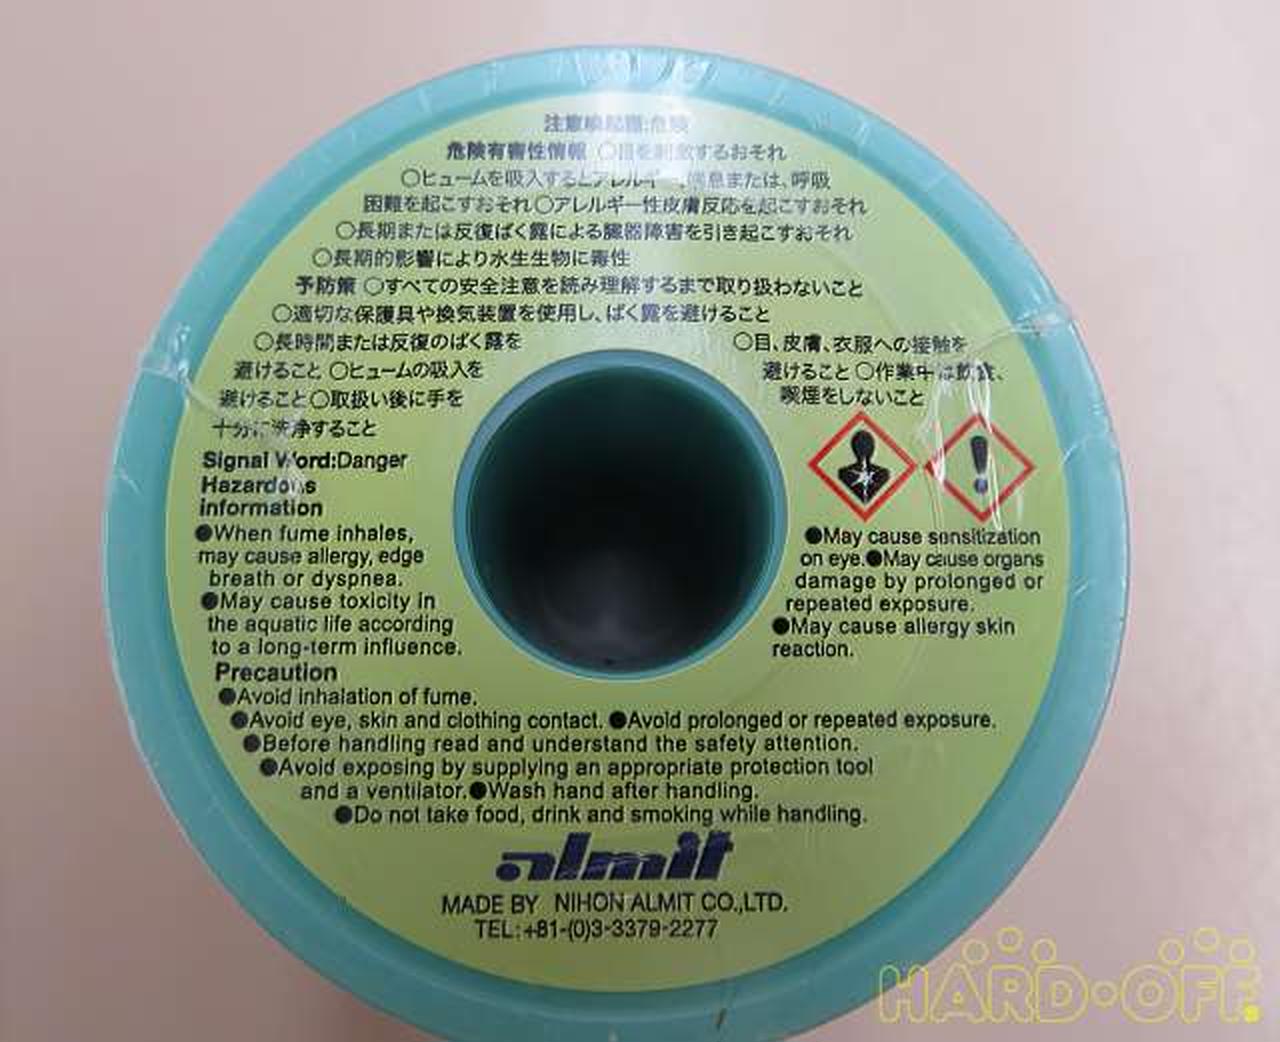 注意喚起語:危険
危険有害性情報 ○目を刺激するおそれ
○ヒュームを吸入するとアレルギー、喘息または、呼吸
困難を起こすおそれ○アレルギー性皮膚反応を起こすおそれ
○長期または反復ばく露による臓器障害を引き起こすおそれ
○長期的影響により水生生物に毒性
予防策 ○すべての安全注意を読み理解するまで取り扱わないこと
○適切な保護具や換気装置を使用し、ばく露を避けること
○長時間または反復のばく露を
避けること ○ヒュームの吸入を
避けること○取扱い後に手を
十分に洗浄すること
○目、皮膚、衣服への接触を
避けること ○作業中は飲食、
喫煙をしないこと
Signal Word:Danger
Hazardous
information
●When fume inhales,
may cause allergy, edge
breath or dyspnea.
●May cause toxicity in
the aquatic life according
to a long-term influence.
●May cause sensitization
on eye.●May cause organs
damage by prolonged or
repeated exposure.
●May cause allergy skin
reaction.
Precaution
●Avoid inhalation of fume.
●Avoid eye, skin and clothing contact. ●Avoid prolonged or repeated exposure.
●Before handling read and understand the safety attention.
●Avoid exposing by supplying an appropriate protection tool
and a ventilator.●Wash hand after handling.
●Do not take food, drink and smoking while handling.
almit
MADE BY NIHON ALMIT CO.,LTD.
TEL:+81-(0)3-3379-2277
HARD・OFF